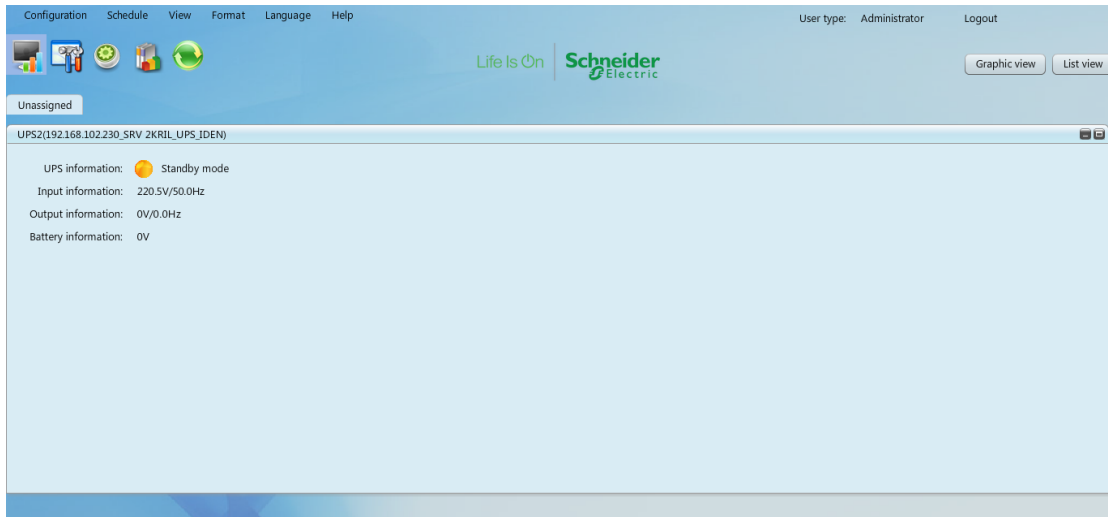 Configuration Schedule View Format Language Help User type: Administrator Logout
Life Is On Schneider Electric
Graphic view List view
Unassigned
UPS2(192.168.102.230_SRV 2KRIL_UPS_IDEN)
UPS information: Standby mode
Input information: 220.5V/50.0Hz
Output information: 0V/0.0Hz
Battery information: 0V